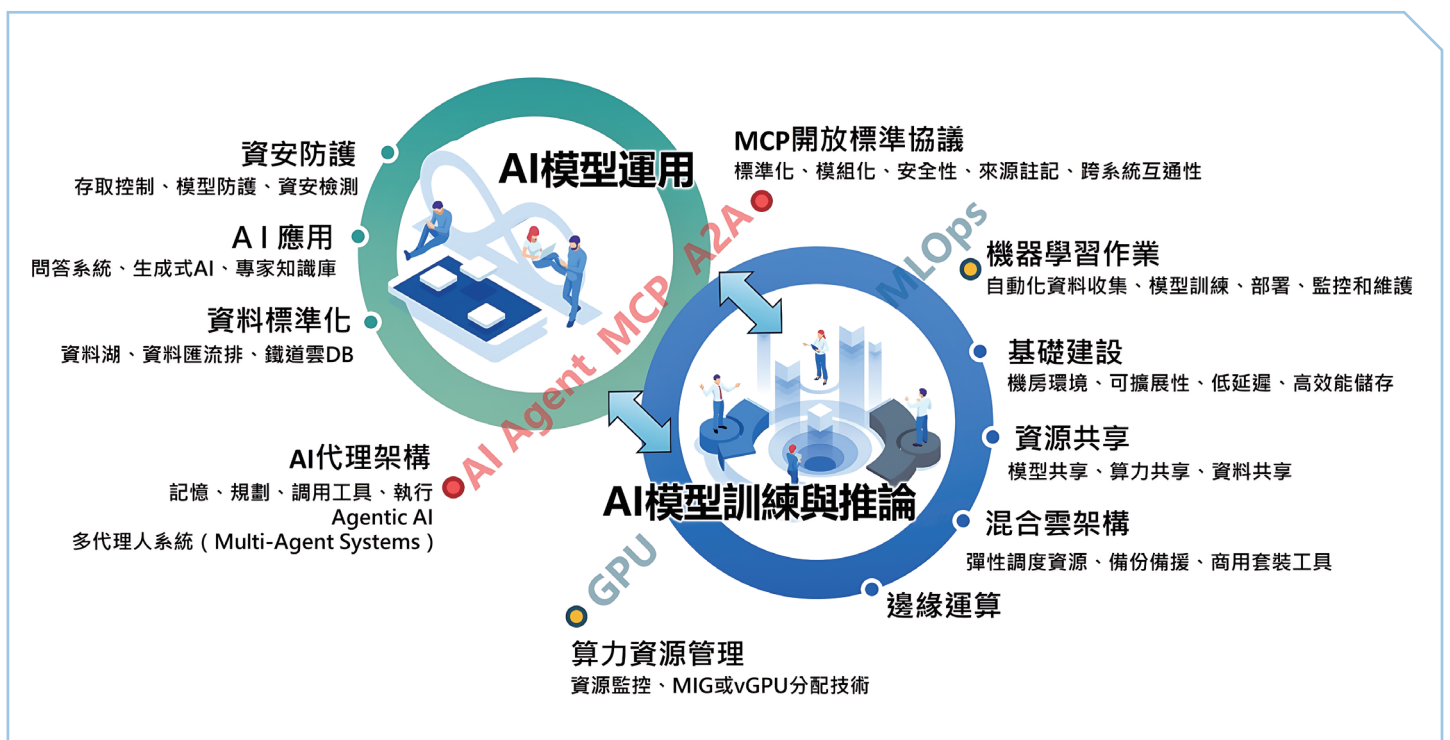 AI模型運用
資安防護
存取控制、模型防護、資安檢測
AI應用
問答系統、生成式AI、專家知識庫
資料標準化
資料湖、資料匯流排、鐵道雲DB
MCP開放標準協議
標準化、模組化、安全性、來源註記、跨系統互通性
AI Agent MCP A2A
AI代理架構
記憶、規劃、調用工具、執行
Agentic AI
多代理人系統（Multi-Agent Systems）
MLOps
機器學習作業
自動化資料收集、模型訓練、部署、監控和維護
基礎建設
機房環境、可擴展性、低延遲、高效能儲存
資源共享
模型共享、算力共享、資料共享
AI模型訓練與推論
混合雲架構
彈性調度資源、備份備援、商用套裝工具
邊緣運算
GPU
算力資源管理
資源監控、MIG或vGPU分配技術